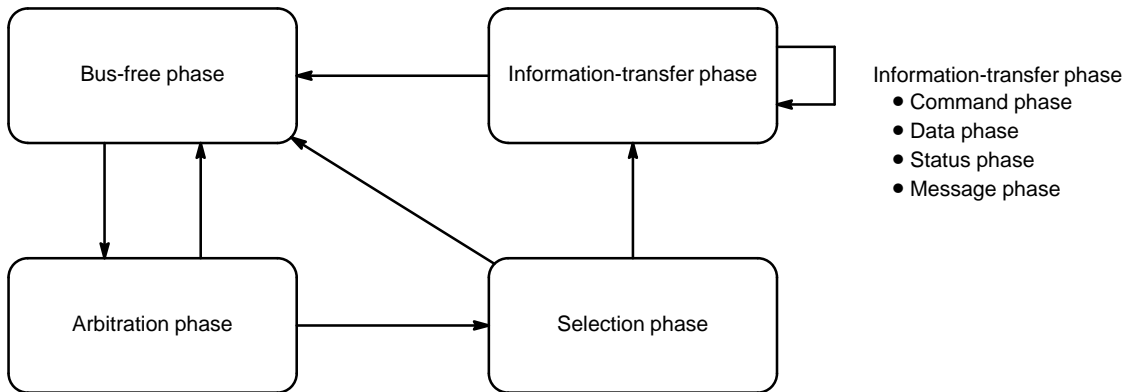 Bus-free phase
Information-transfer phase
Information-transfer phase
● Command phase
● Data phase
● Status phase
● Message phase
Arbitration phase
Selection phase